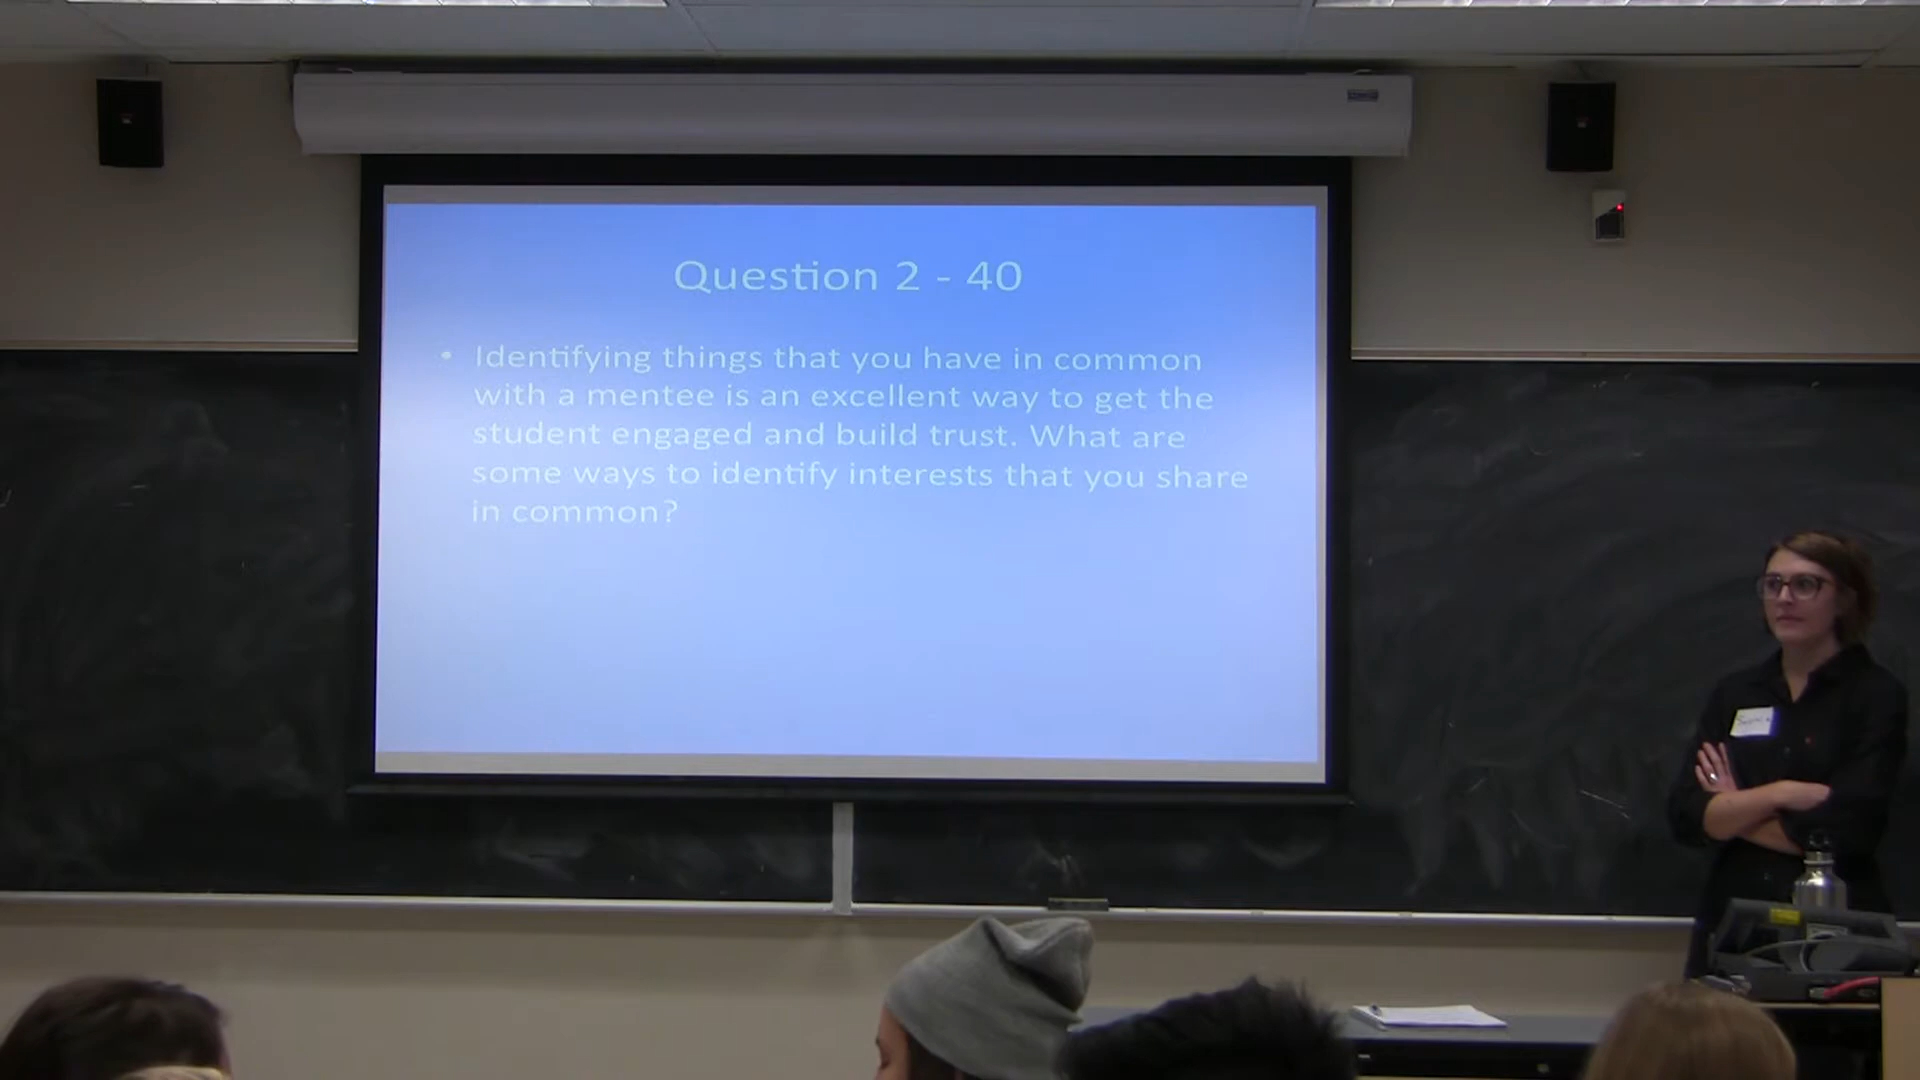 Question 2 - 40
• Identifying things that you have in common
with a mentee is an excellent way to get the
student engaged and build trust. What are
some ways to identify interests that you share
in common?